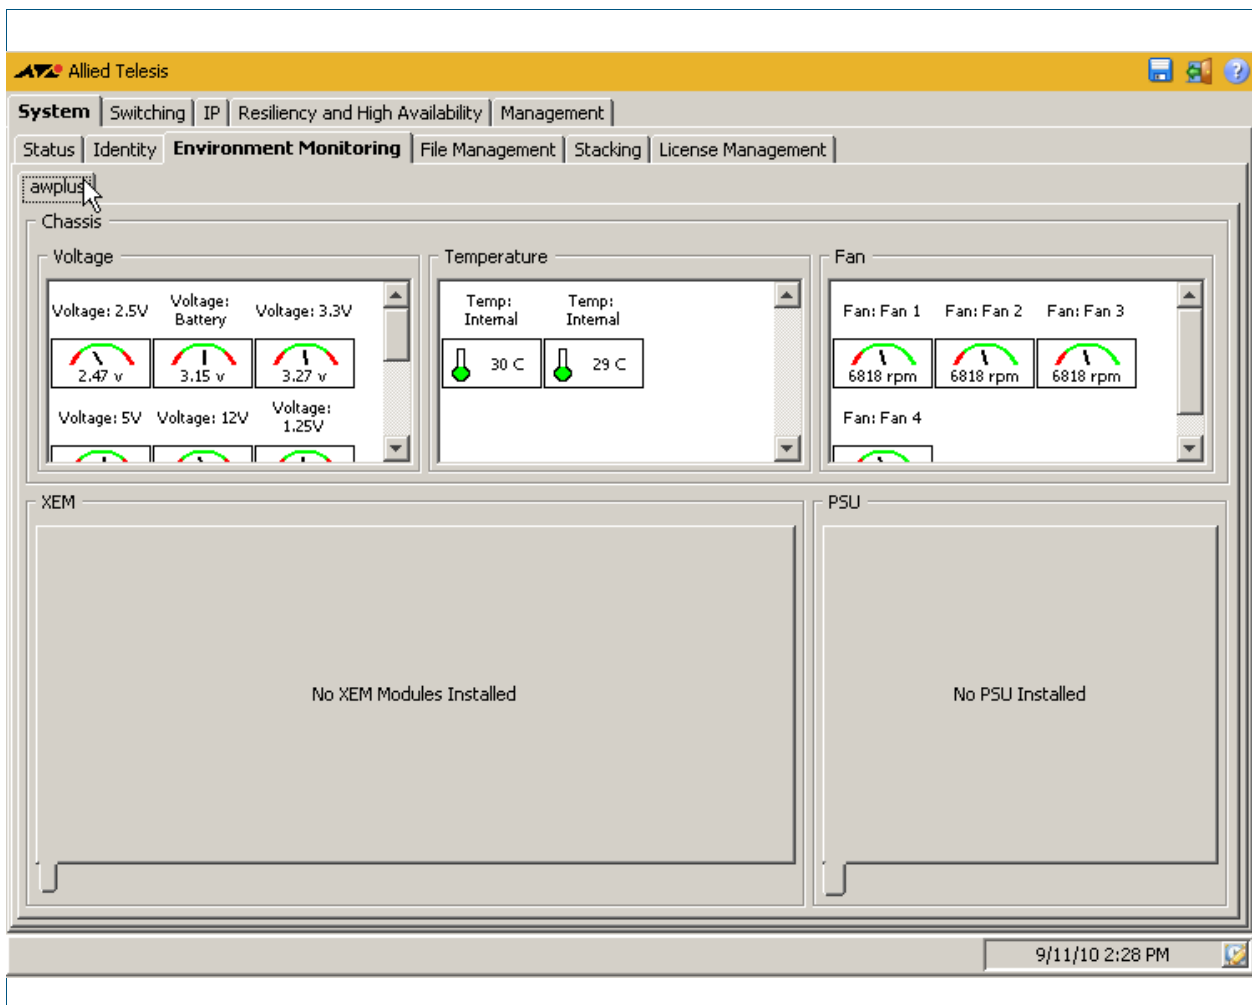 Allied Telesis
System Switching IP Resiliency and High Availability Management
Status Identity Environment Monitoring File Management Stacking License Management
awplus
Chassis
Voltage
Voltage: 2.5V
Voltage:
Battery
Voltage: 3.3V
2.47 v
3.15 v
3.27 v
Voltage: 5V
Voltage: 12V
Voltage:
1.25V
Temperature
Temp:
Internal
Temp:
Internal
30 C
29 C
Fan
Fan: Fan 1
Fan: Fan 2
Fan: Fan 3
6818 rpm
6818 rpm
6818 rpm
Fan: Fan 4
XEM
No XEM Modules Installed
PSU
No PSU Installed
9/11/10 2:28 PM